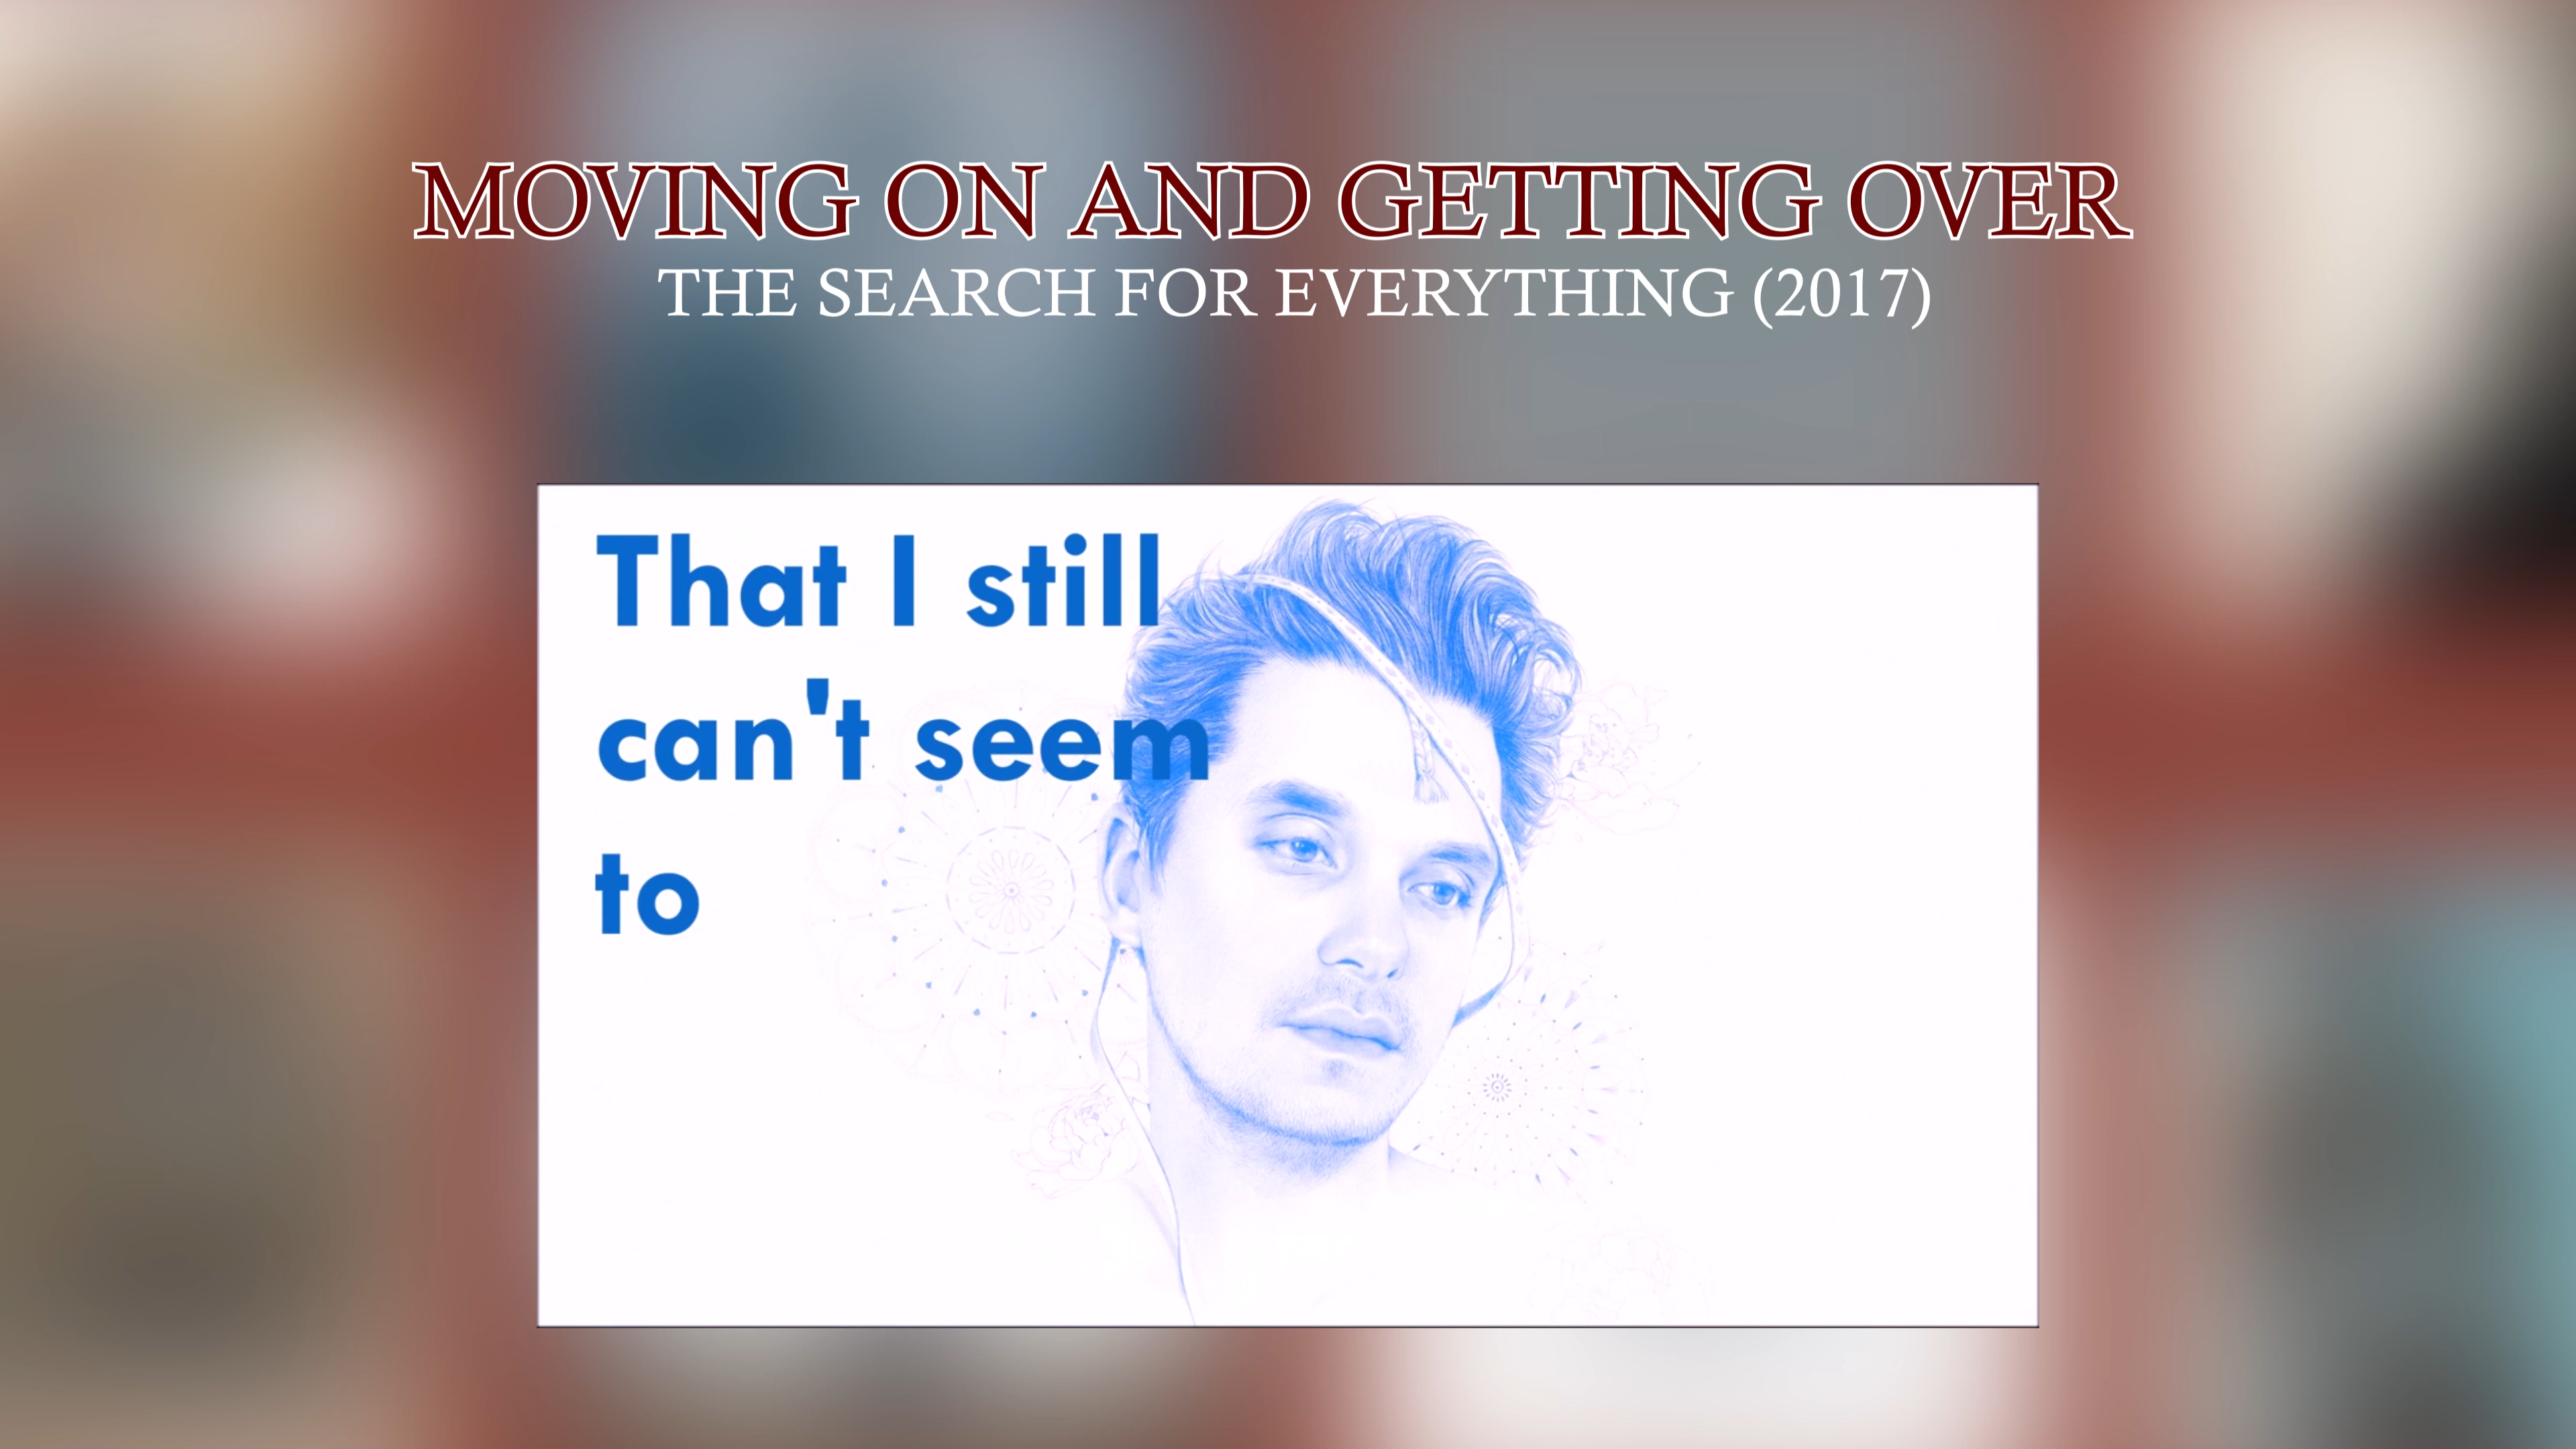 MOVING ON AND GETTING OVER
THE SEARCH FOR EVERYTHING (2017)
That I still
can't seem
to